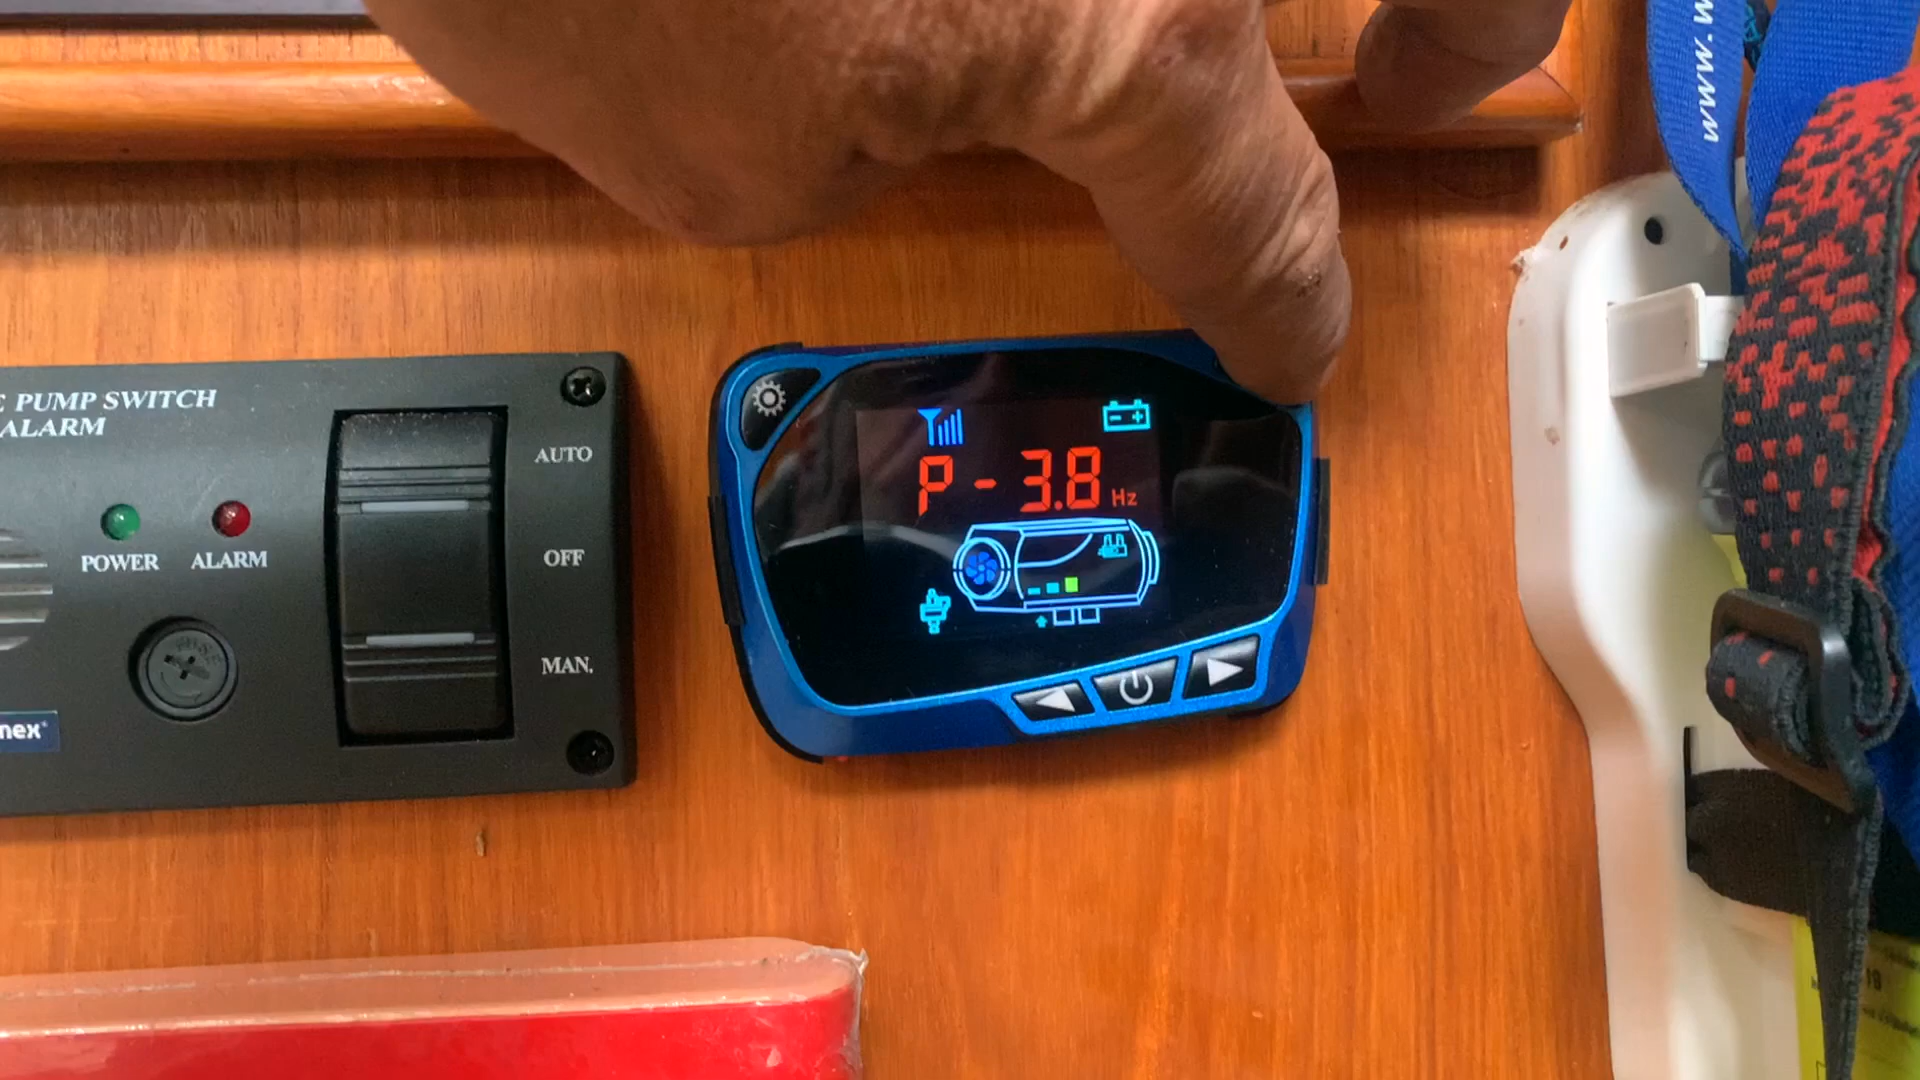 E PUMP SWITCH
ALARM
AUTO
OFF
MAN.
POWER
ALARM
nex
P-3.8 Hz
www.